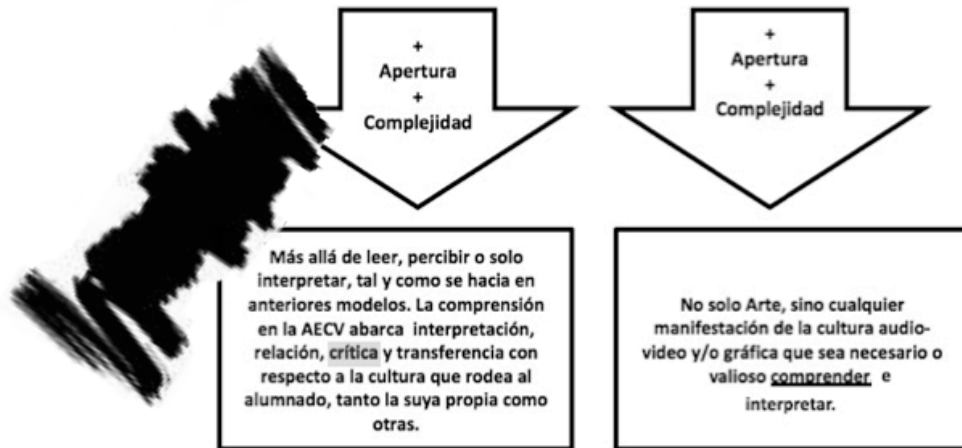 +
Apertura
+
Complejidad
+
Apertura
+
Complejidad
Más allá de leer, percibir o solo
interpretar, tal y como se hacia en
anteriores modelos. La comprensión
en la AECV abarca interpretación,
relación, crítica y transferencia con
respecto a la cultura que rodea al
alumnado, tanto la suya propia como
otras.
No solo Arte, sino cualquier
manifestación de la cultura audio-
video y/o gráfica que sea necesario o
valioso comprender e
interpretar.